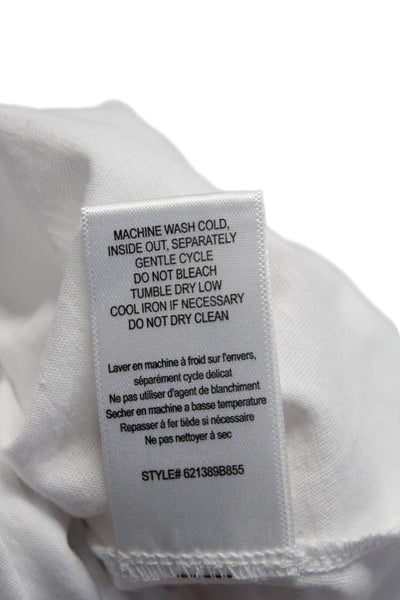 MACHINE WASH COLD,
INSIDE OUT, SEPARATELY
GENTLE CYCLE
DO NOT BLEACH
TUMBLE DRY LOW
COOL IRON IF NECESSARY
DO NOT DRY CLEAN
Laver en machine à froid sur l'envers,
séparément cycle delicat
Ne pas utiliser d'agent de blanchiment
Secher en machine a basse temperature
Repasser à fer tiède si nécessaire
Ne pas nettoyer à sec
STYLE# 621389B855